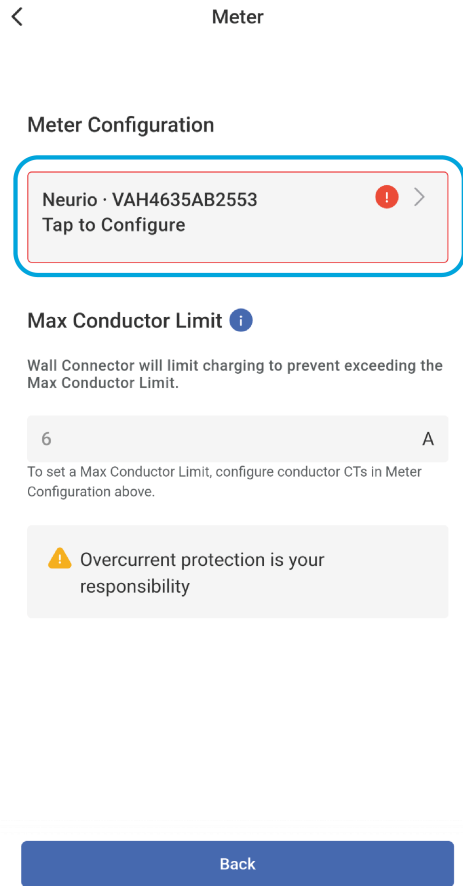 Meter
Meter Configuration
Neurio · VAH4635AB2553
Tap to Configure
Max Conductor Limit
Wall Connector will limit charging to prevent exceeding the
Max Conductor Limit.
6 A
To set a Max Conductor Limit, configure conductor CTs in Meter
Configuration above.
Overcurrent protection is your
responsibility
Back